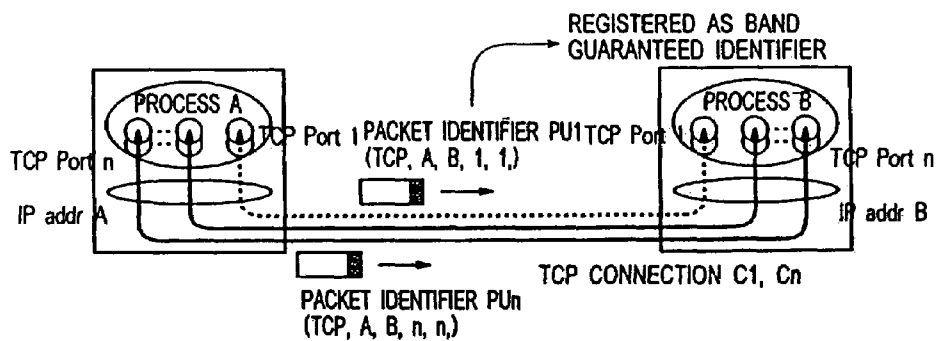 REGISTERED AS BAND
GUARANTEED IDENTIFIER
PROCESS A
PROCESS B
TCP Port 1
PACKET IDENTIFIER PU1
TCP Port 1
(TCP, A, B, 1, 1,)
TCP Port n
TCP Port n
IP addr A
IP addr B
TCP CONNECTION C1, Cn
PACKET IDENTIFIER PUn
(TCP, A, B, n, n,)